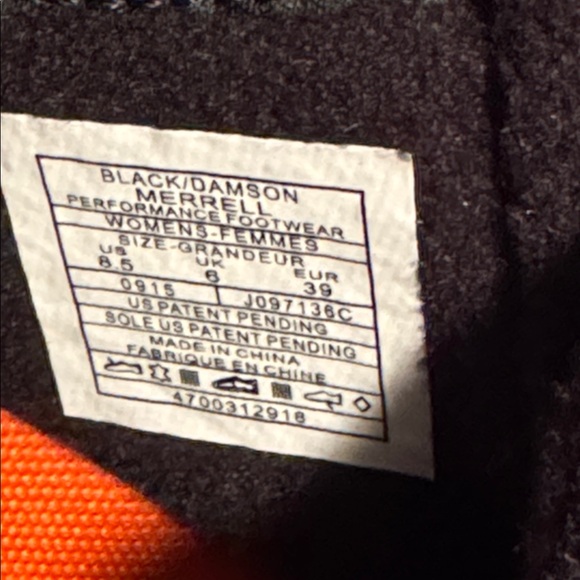 BLACK/DAMSON
MERRELL
PERFORMANCE FOOTWEAR
WOMENS-FEMMES
SIZE-GRANDEUR
US UK EUR
8.5 6 39
0915 J097136C
US PATENT PENDING
SOLE US PATENT PENDING
MADE IN CHINA
FABRIQUE EN CHINE
4700312918